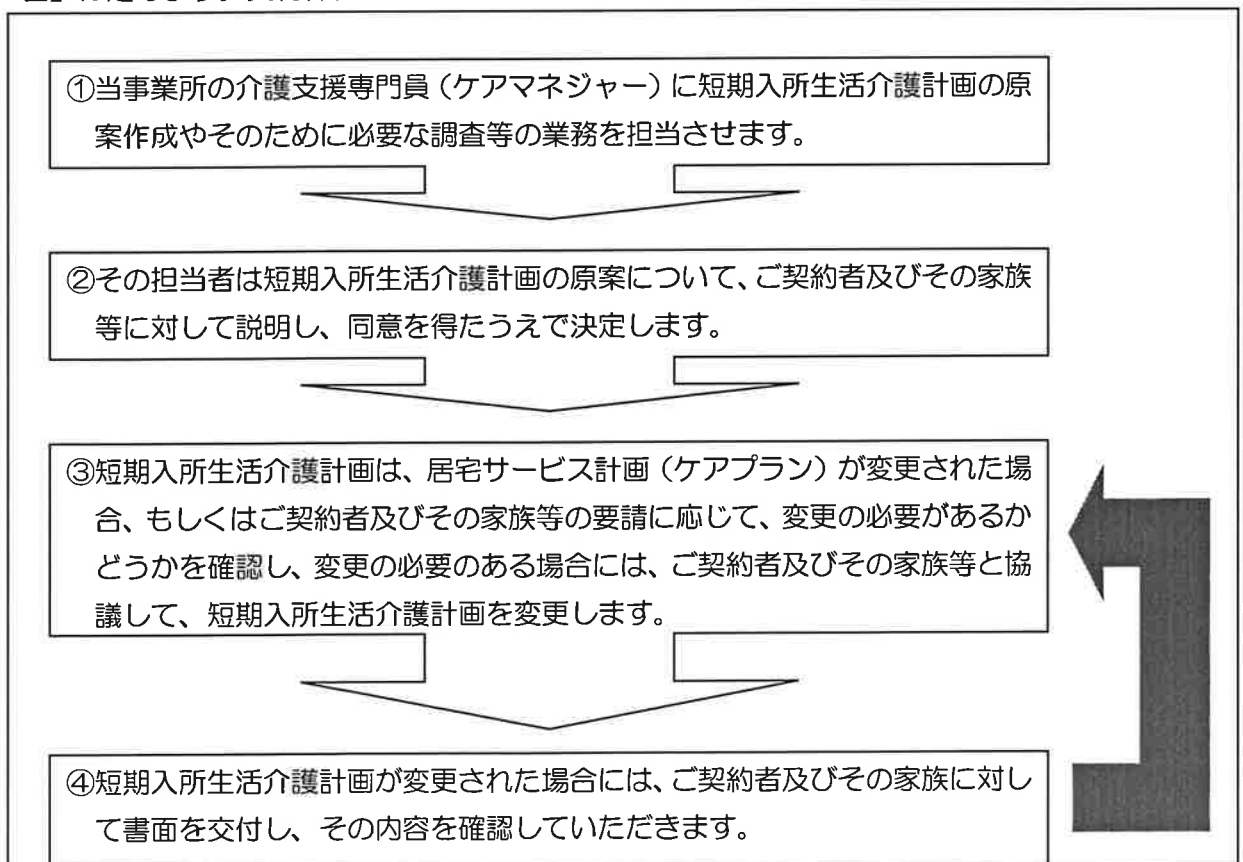 ①当事業所の介護支援専門員（ケアマネジャー）に短期入所生活介護計画の原
案作成やそのために必要な調査等の業務を担当させます。
②その担当者は短期入所生活介護計画の原案について、ご契約者及びその家族
等に対して説明し、同意を得たうえで決定します。
③短期入所生活介護計画は、居宅サービス計画（ケアプラン）が変更された場
合、もしくはご契約者及びその家族等の要請に応じて、変更の必要があるか
どうかを確認し、変更の必要のある場合には、ご契約者及びその家族等と協
議して、短期入所生活介護計画を変更します。
④短期入所生活介護計画が変更された場合には、ご契約者及びその家族に対し
て書面を交付し、その内容を確認していただきます。